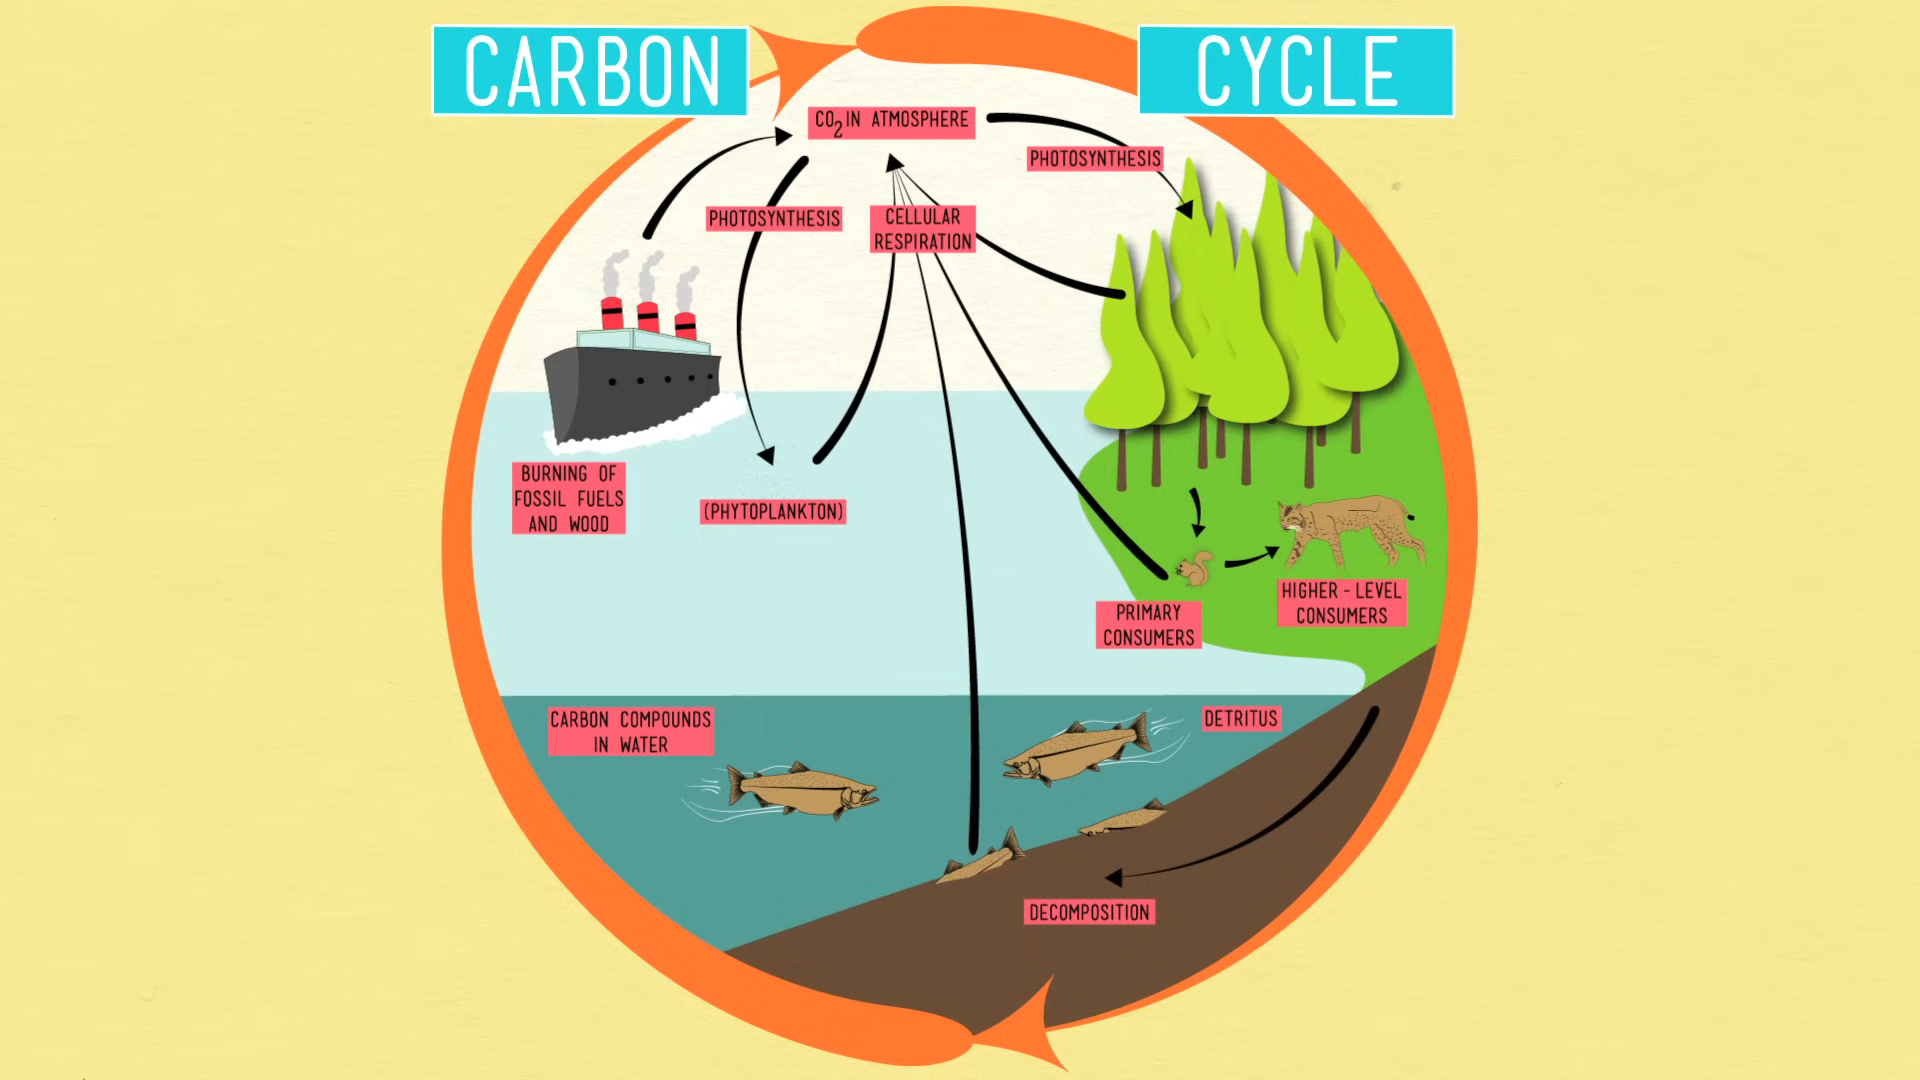 CARBON
CYCLE
CO2 IN ATMOSPHERE
PHOTOSYNTHESIS
PHOTOSYNTHESIS
CELLULAR
RESPIRATION
BURNING OF
FOSSIL FUELS
AND WOOD
(PHYTOPLANKTON)
HIGHER-LEVEL
CONSUMERS
PRIMARY
CONSUMERS
CARBON COMPOUNDS
IN WATER
DETRITUS
DECOMPOSITION